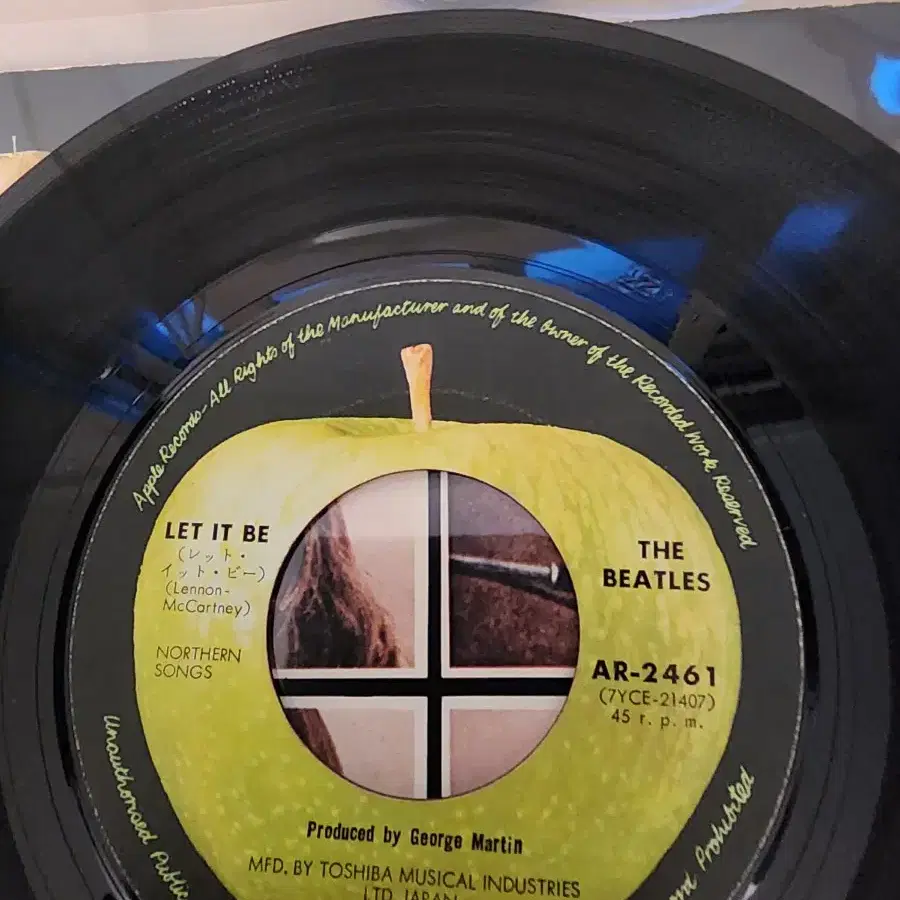 Apple Records-All Rights of the Manufacturer and of the Owner of the Recorded Work Reserved
LET IT BE
(レット・
イット・ビー)
(Lennon-
McCartney)
NORTHERN
SONGS
THE
BEATLES
AR-2461
(7YCE-21407)
45 r. p. m.
Produced by George Martin
MFD. BY TOSHIBA MUSICAL INDUSTRIES
LTD. JAPAN
Unauthorised
Prohibited